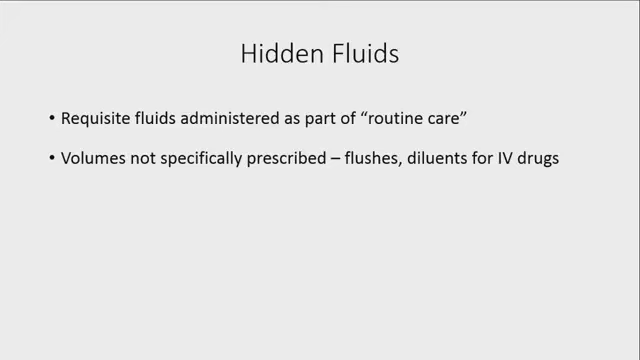 Hidden Fluids
• Requisite fluids administered as part of “routine care”
• Volumes not specifically prescribed – flushes, diluents for IV drugs